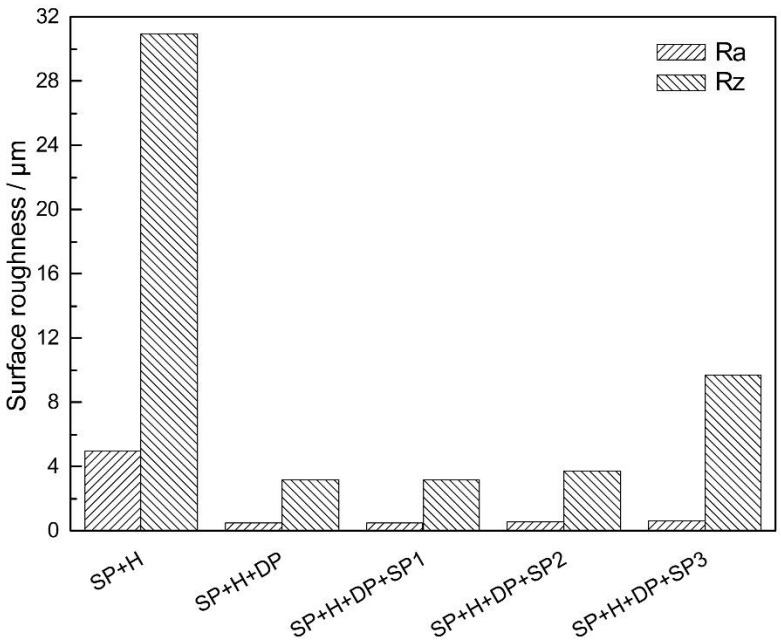 32
28
24
20
16
12
8
4
0
Surface roughness / μm
Ra
Rz
SP+H
SP+H+DP
SP+H+DP+SP1
SP+H+DP+SP2
SP+H+DP+SP3